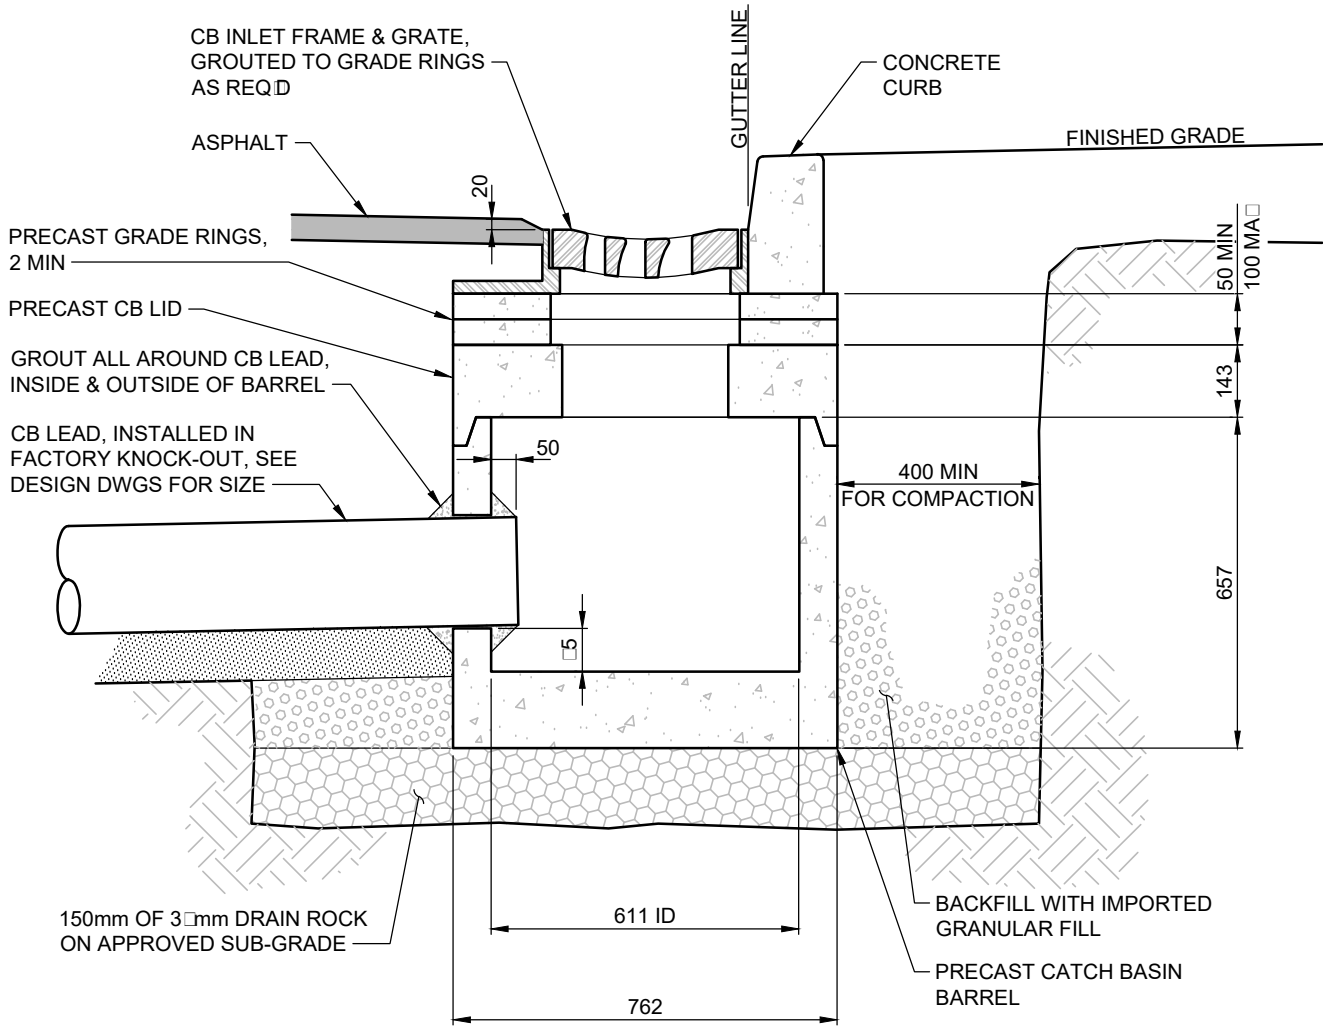 CB INLET FRAME & GRATE,
GROUTED TO GRADE RINGS
AS REQ□D
ASPHALT
GUTTER LINE
CONCRETE
CURB
FINISHED GRADE
20
PRECAST GRADE RINGS,
2 MIN
50 MIN
100 MA□
PRECAST CB LID
143
GROUT ALL AROUND CB LEAD,
INSIDE & OUTSIDE OF BARREL
CB LEAD, INSTALLED IN
FACTORY KNOCK-OUT, SEE
DESIGN DWGS FOR SIZE
50
400 MIN
FOR COMPACTION
657
□5
150mm OF 3□mm DRAIN ROCK
ON APPROVED SUB-GRADE
611 ID
762
BACKFILL WITH IMPORTED
GRANULAR FILL
PRECAST CATCH BASIN
BARREL